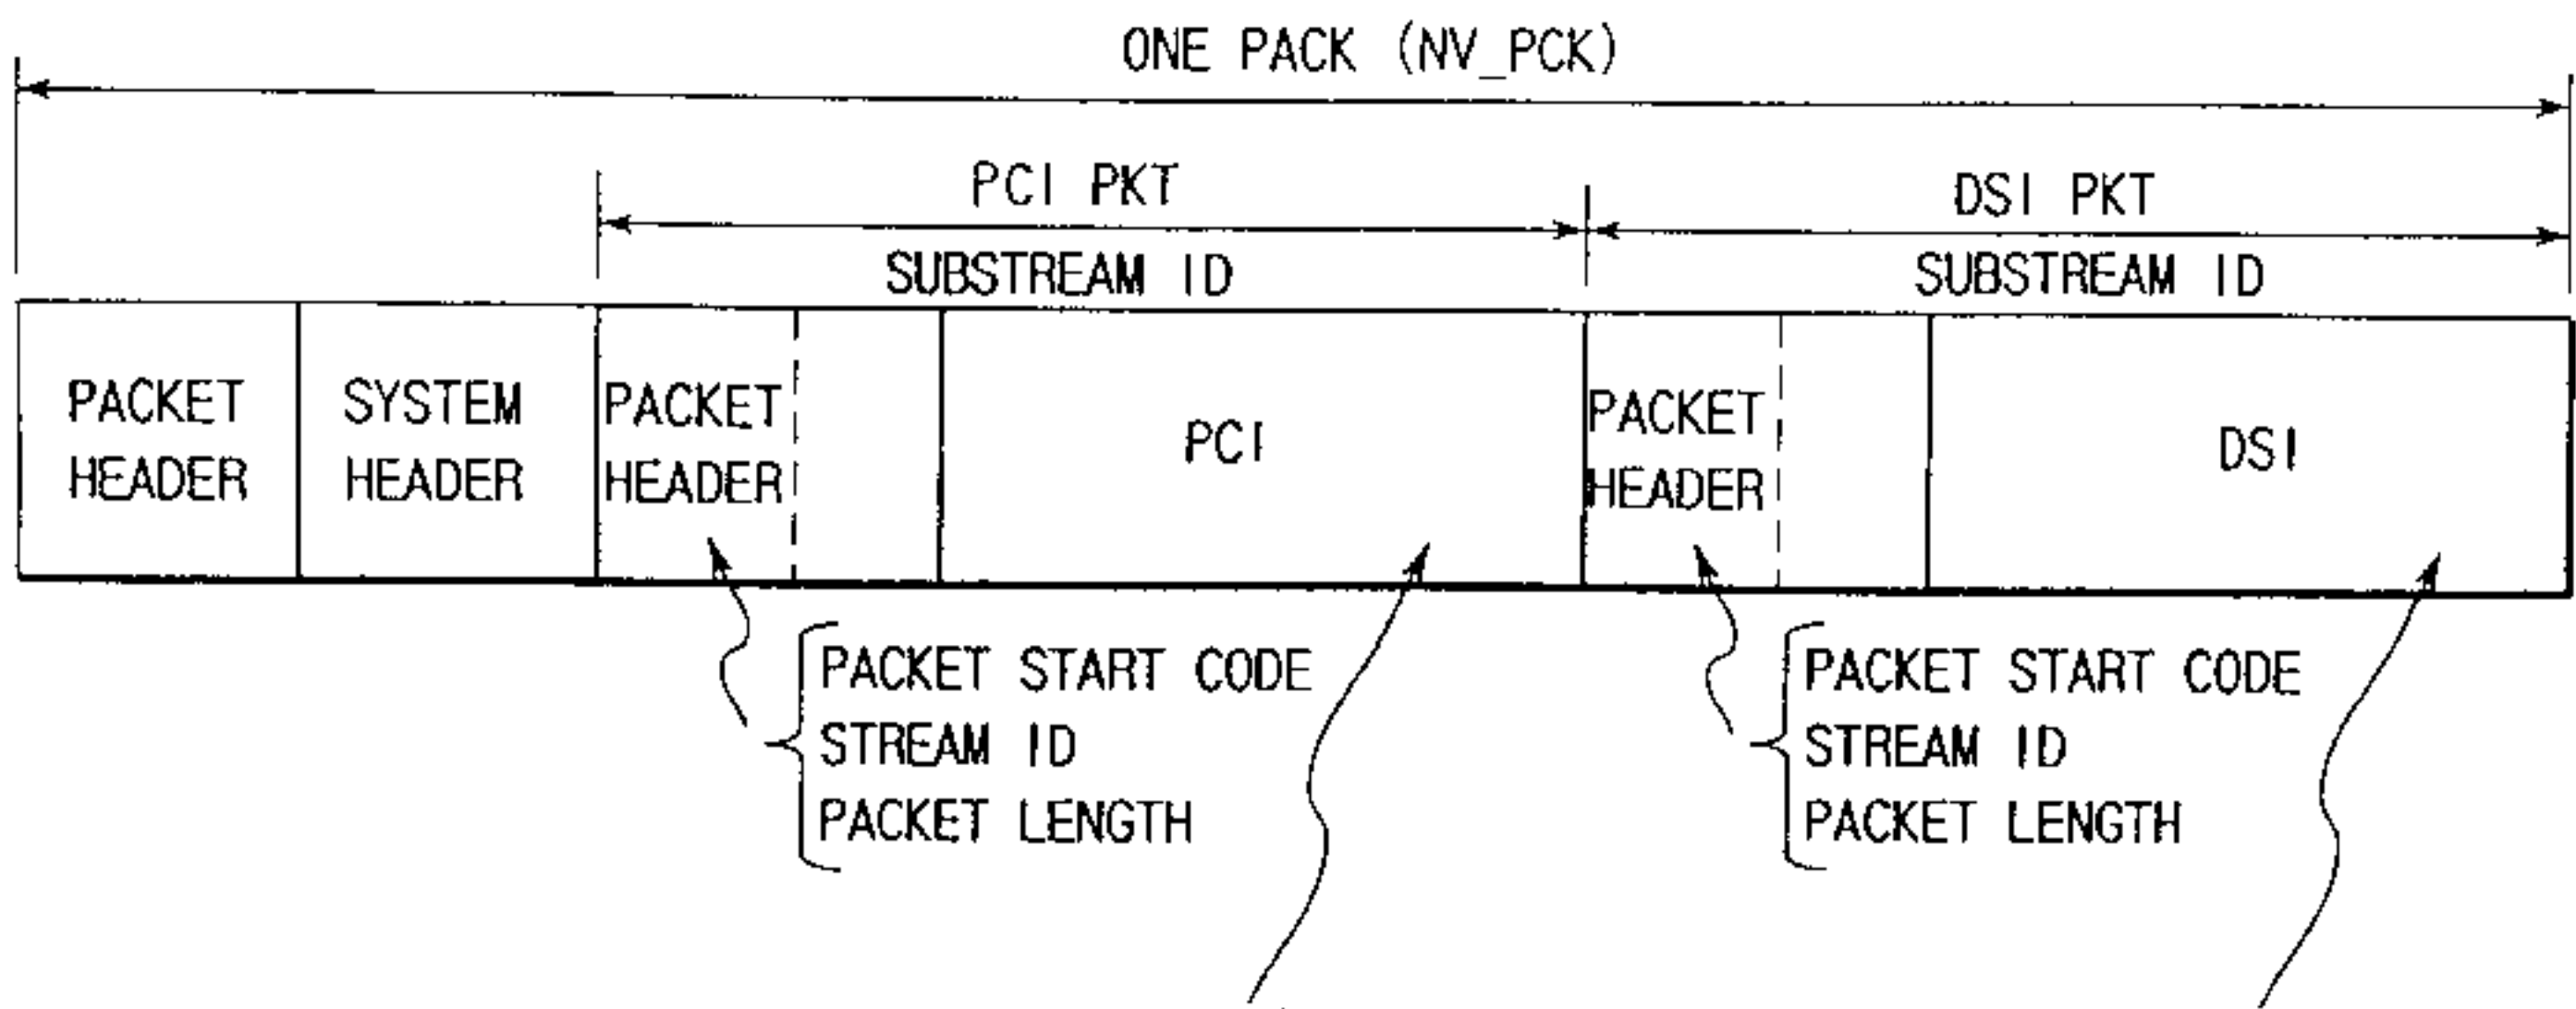 ONE PACK (NV_PCK)
PCI PKT
DSI PKT
SUBSTREAM ID
SUBSTREAM ID
PACKET
HEADER
SYSTEM
HEADER
PACKET
HEADER
PCI
PACKET
HEADER
DSI
PACKET START CODE
STREAM ID
PACKET LENGTH
PACKET START CODE
STREAM ID
PACKET LENGTH